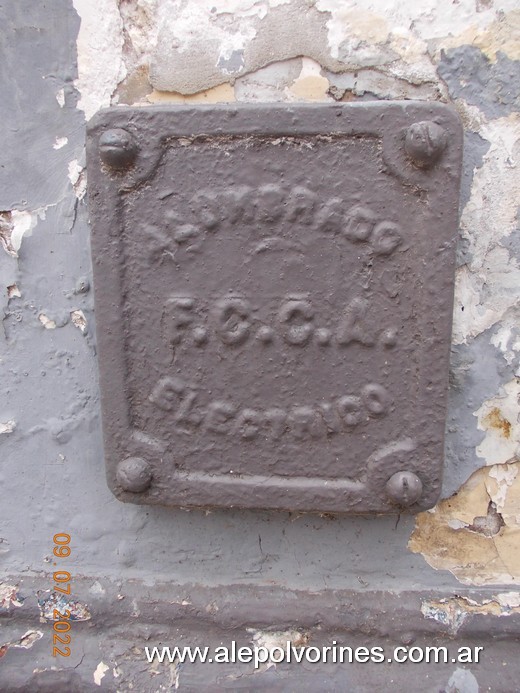 ALUMBRADO
F.C.C.A.
ELECTRICO
09 07 2022
www.alepolvorines.com.ar